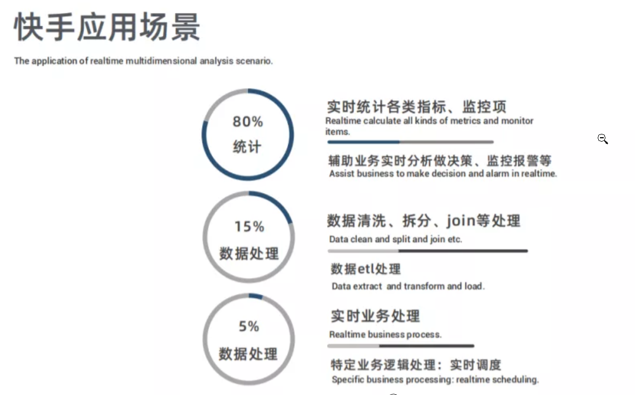 快手应用场景
The application of realtime multidimensional analysis scenario.
80%
统计
实时统计各类指标、监控项
Realtime calculate all kinds of metrics and monitor
items.
辅助业务实时分析做决策、监控报警等
Assist business to make decision and alarm in realtime.
15%
数据处理
数据清洗、拆分、join等处理
Data clean and split and join etc.
数据etl处理
Data extract and transform and load.
5%
数据处理
实时业务处理
Realtime business process.
特定业务逻辑处理：实时调度
Specific business processing: realtime scheduling.